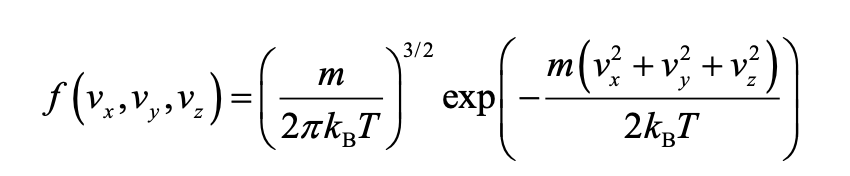 f(v_x, v_y, v_z) = (m / 2πk_BT)^{3/2} exp(−m(v_x^2 + v_y^2 + v_z^2) / 2k_BT)